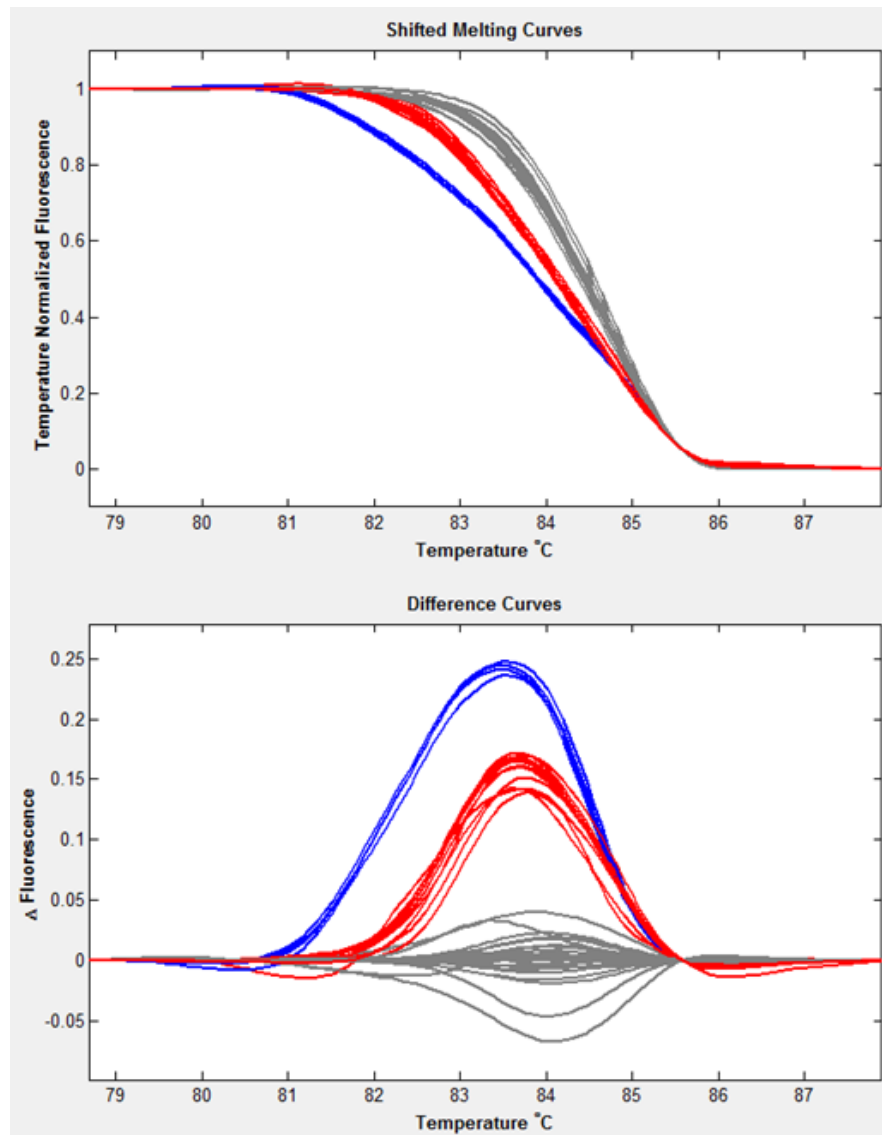 Shifted Melting Curves
Temperature Normalized Fluorescence
1
0.8
0.6
0.4
0.2
0
79 80 81 82 83 84 85 86 87
Temperature °C
Difference Curves
Δ Fluorescence
0.25
0.2
0.15
0.1
0.05
0
-0.05
79 80 81 82 83 84 85 86 87
Temperature °C